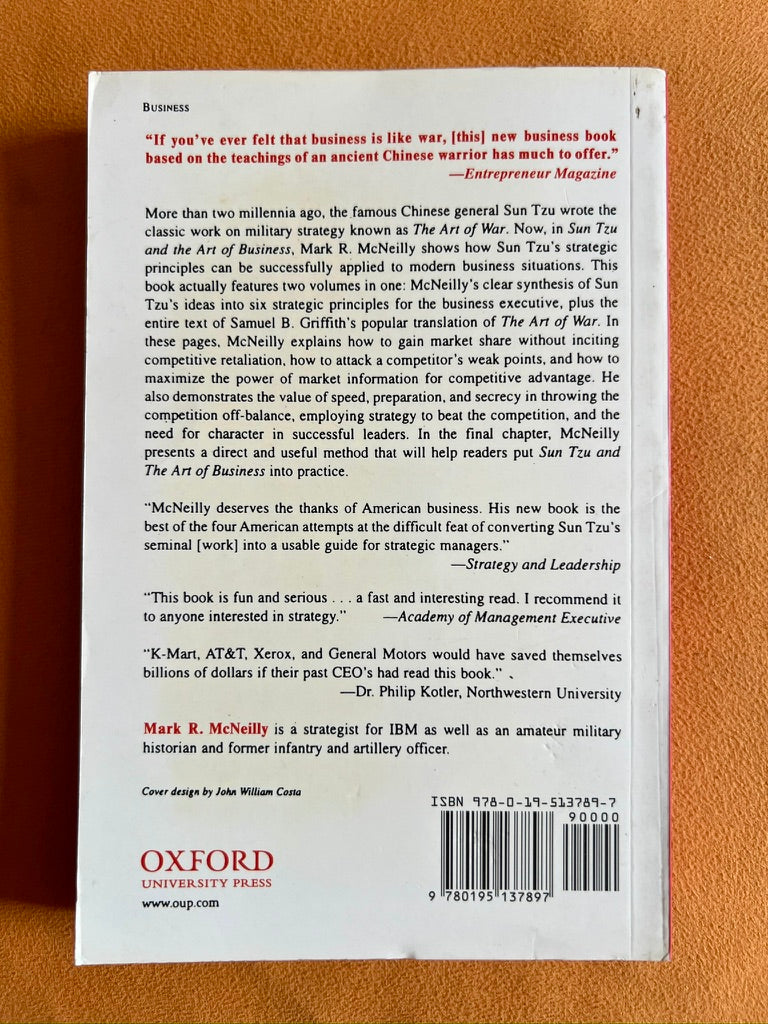 BUSINESS
“If you’ve ever felt that business is like war, [this] new business book
based on the teachings of an ancient Chinese warrior has much to offer.”
—Entrepreneur Magazine
More than two millennia ago, the famous Chinese general Sun Tzu wrote the
classic work on military strategy known as The Art of War. Now, in Sun Tzu
and the Art of Business, Mark R. McNeilly shows how Sun Tzu’s strategic
principles can be successfully applied to modern business situations. This
book actually features two volumes in one: McNeilly’s clear synthesis of Sun
Tzu’s ideas into six strategic principles for the business executive, plus the
entire text of Samuel B. Griffith’s popular translation of The Art of War. In
these pages, McNeilly explains how to gain market share without inciting
competitive retaliation, how to attack a competitor’s weak points, and how to
maximize the power of market information for competitive advantage. He
also demonstrates the value of speed, preparation, and secrecy in throwing the
competition off-balance, employing strategy to beat the competition, and the
need for character in successful leaders. In the final chapter, McNeilly
presents a direct and useful method that will help readers put Sun Tzu and
The Art of Business into practice.
“McNeilly deserves the thanks of American business. His new book is the
best of the four American attempts at the difficult feat of converting Sun Tzu’s
seminal [work] into a usable guide for strategic managers.”
—Strategy and Leadership
“This book is fun and serious . . . a fast and interesting read. I recommend it
to anyone interested in strategy.” —Academy of Management Executive
“K-Mart, AT&T, Xerox, and General Motors would have saved themselves
billions of dollars if their past CEO’s had read this book.”
—Dr. Philip Kotler, Northwestern University
Mark R. McNeilly is a strategist for IBM as well as an amateur military
historian and former infantry and artillery officer.
Cover design by John William Costa
ISBN 978-0-19-513789-7
90000
9 780195 137897
OXFORD
UNIVERSITY PRESS
www.oup.com